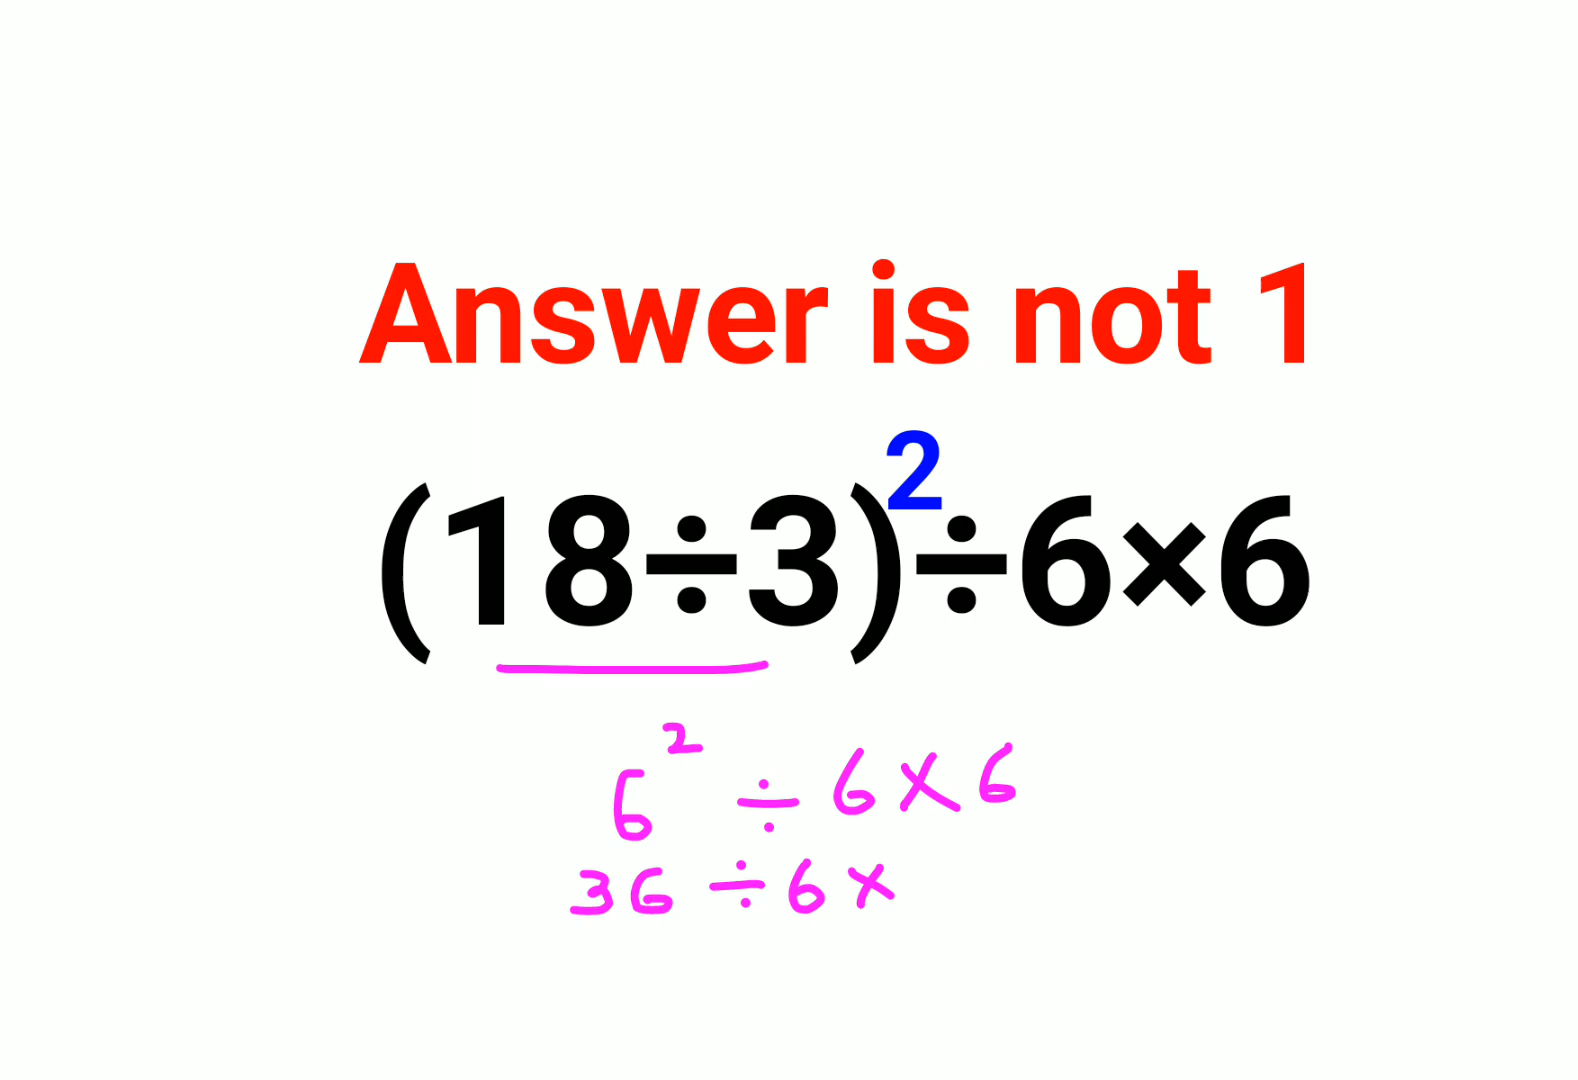 Answer is not 1
(18÷3)²÷6×6
6² ÷ 6 × 6
36 ÷ 6 ×